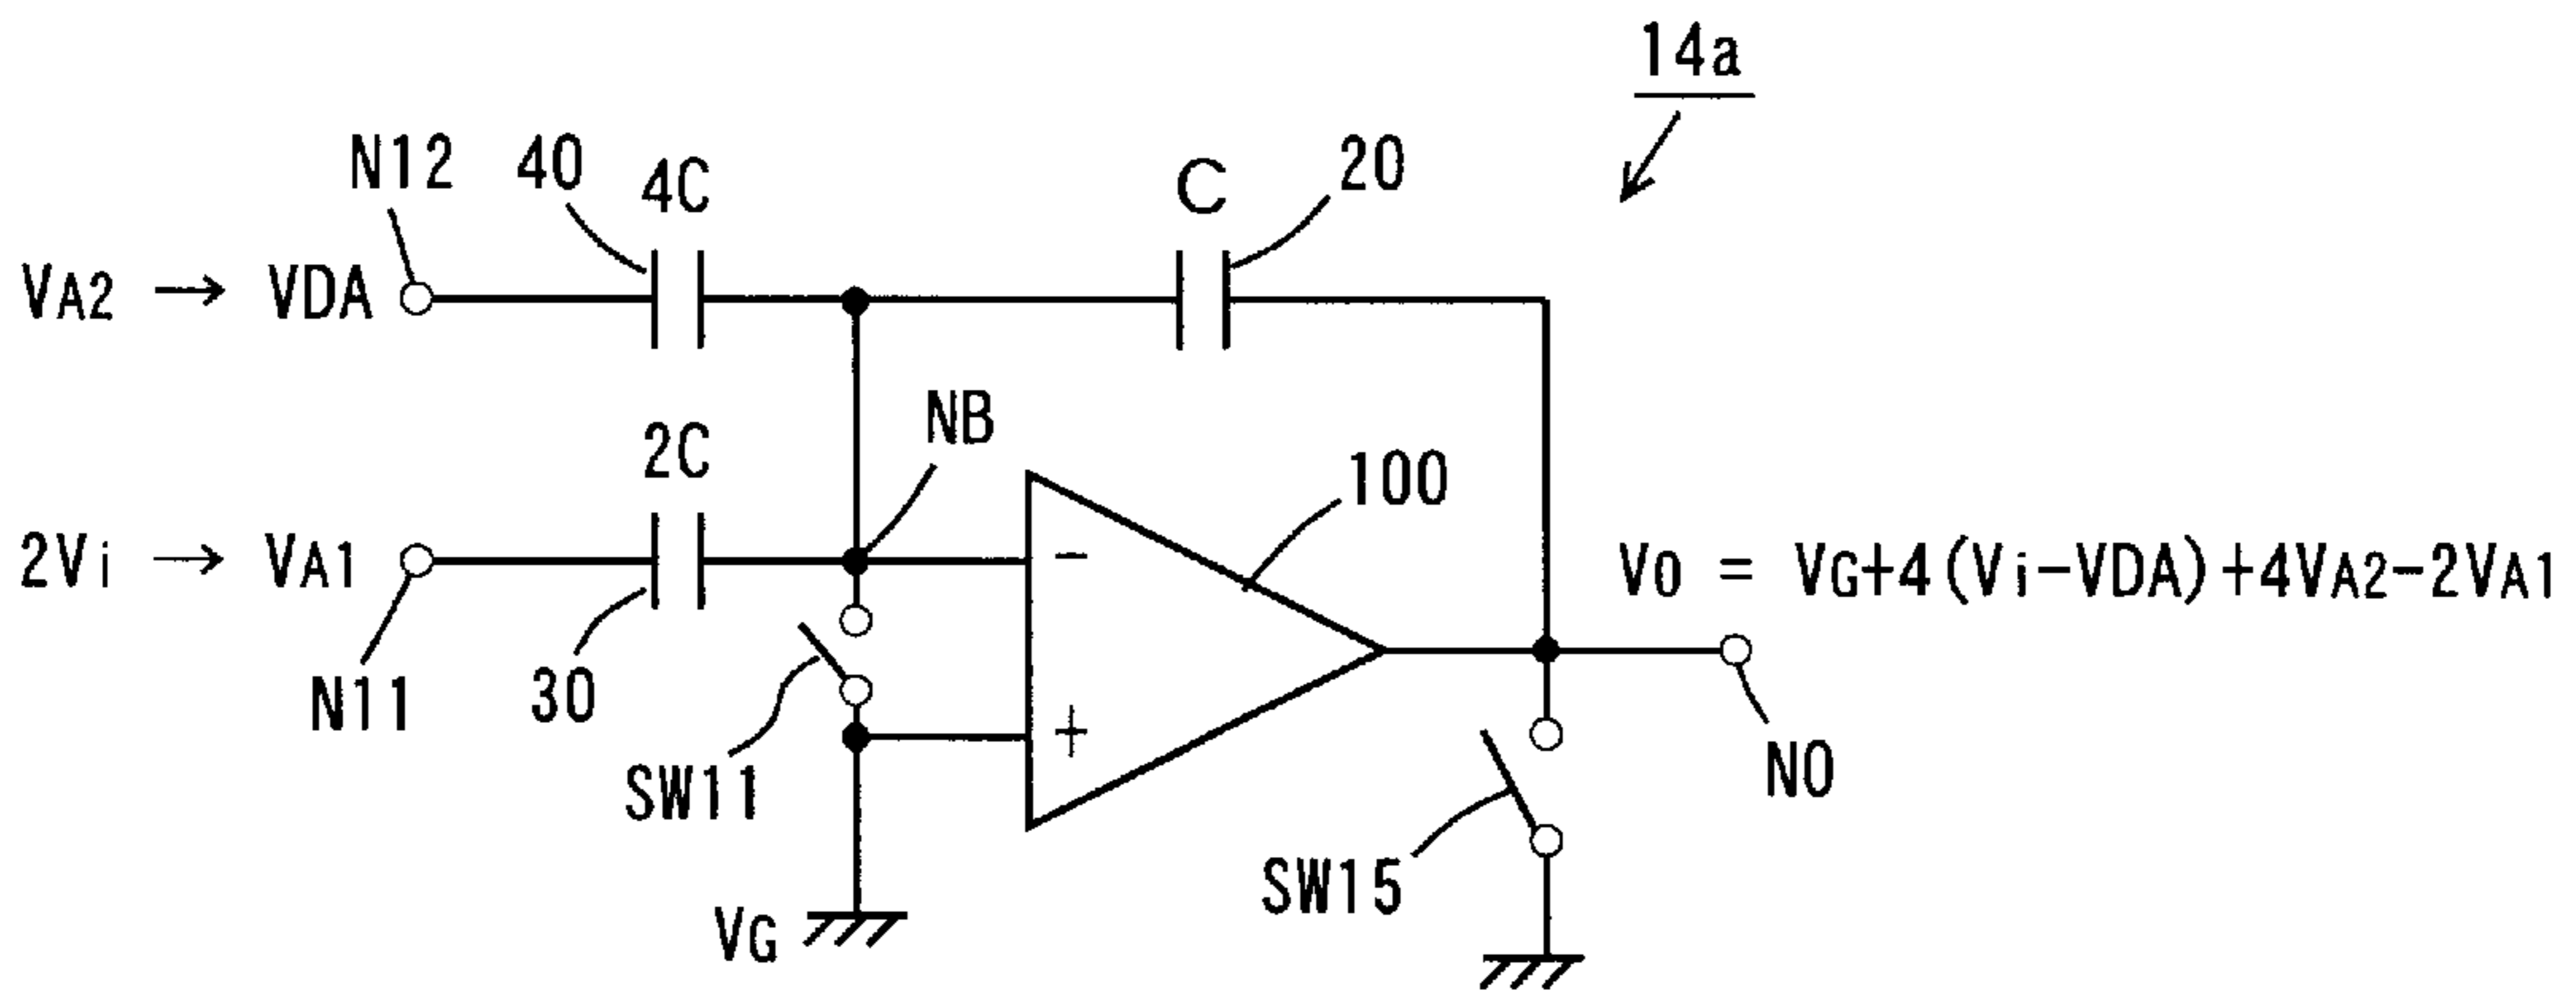 14a
N12 40 4C C 20
VA2 → VDA
NB
2C
100
2Vi → VA1
−
VO = VG+4(Vi−VDA)+4VA2−2VA1
30
N11
+
SW11
NO
SW15
VG